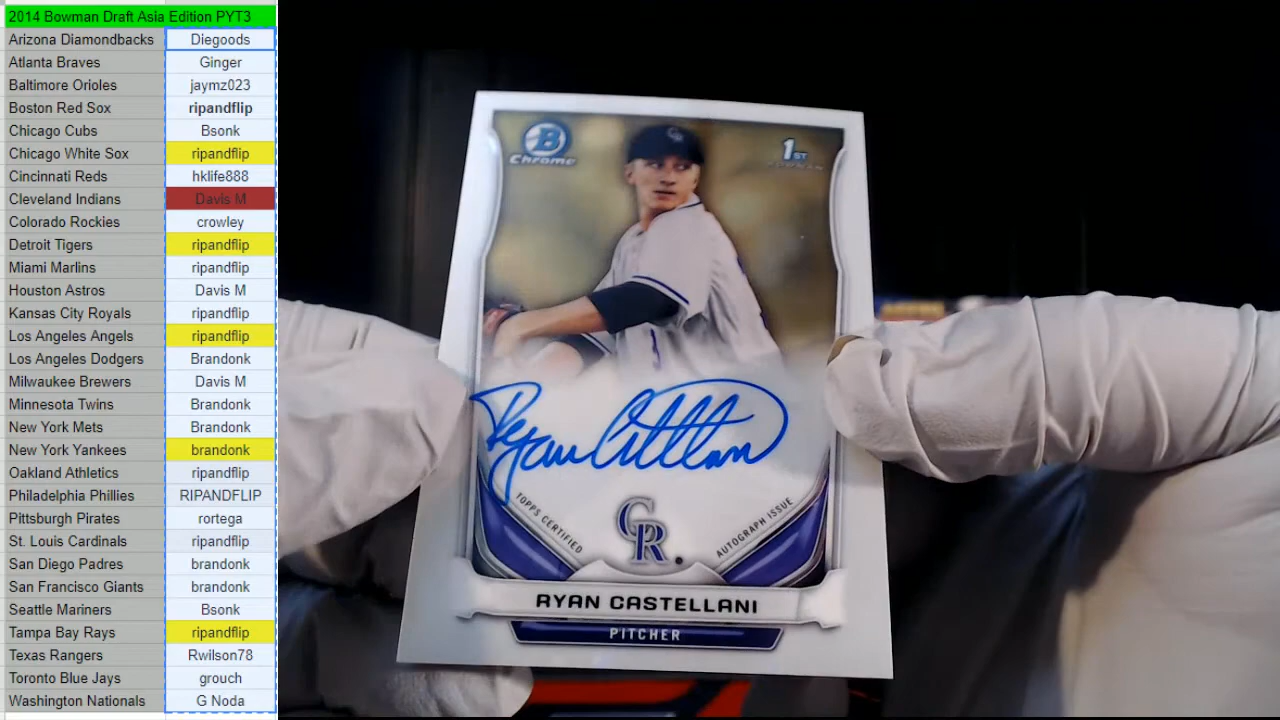 2014 Bowman Draft Asia Edition PYT3
Arizona Diamondbacks Diegoods
Atlanta Braves Ginger
Baltimore Orioles jaymz023
Boston Red Sox ripandflip
Chicago Cubs Bsonk
Chicago White Sox ripandflip
Cincinnati Reds hklife888
Cleveland Indians Davis M
Colorado Rockies crowley
Detroit Tigers ripandflip
Miami Marlins ripandflip
Houston Astros Davis M
Kansas City Royals ripandflip
Los Angeles Angels ripandflip
Los Angeles Dodgers Brandonk
Milwaukee Brewers Davis M
Minnesota Twins Brandonk
New York Mets Brandonk
New York Yankees brandonk
Oakland Athletics ripandflip
Philadelphia Phillies RIPANDFLIP
Pittsburgh Pirates rortega
St. Louis Cardinals ripandflip
San Diego Padres brandonk
San Francisco Giants brandonk
Seattle Mariners Bsonk
Tampa Bay Rays ripandflip
Texas Rangers Rwilson78
Toronto Blue Jays grouch
Washington Nationals G Noda
B
Chrome
1ST
BOWMAN
CR
Ryan Castellani
TOPPS CERTIFIED
AUTOGRAPH ISSUE
CR
RYAN CASTELLANI
PITCHER